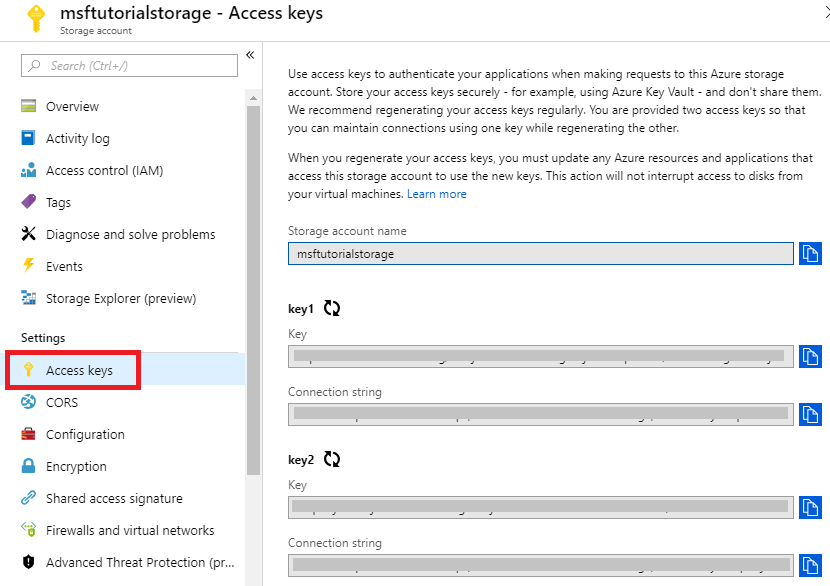 msftutorialstorage - Access keys
Storage account
Search (Ctrl+/)
«
Overview
Activity log
Access control (IAM)
Tags
Diagnose and solve problems
Events
Storage Explorer (preview)
Settings
Access keys
CORS
Configuration
Encryption
Shared access signature
Firewalls and virtual networks
Advanced Threat Protection (pr...
Use access keys to authenticate your applications when making requests to this Azure storage
account. Store your access keys securely - for example, using Azure Key Vault - and don't share them.
We recommend regenerating your access keys regularly. You are provided two access keys so that
you can maintain connections using one key while regenerating the other.
When you regenerate your access keys, you must update any Azure resources and applications that
access this storage account to use the new keys. This action will not interrupt access to disks from
your virtual machines. Learn more
Storage account name
msftutorialstorage
key1
Key
Connection string
key2
Key
Connection string